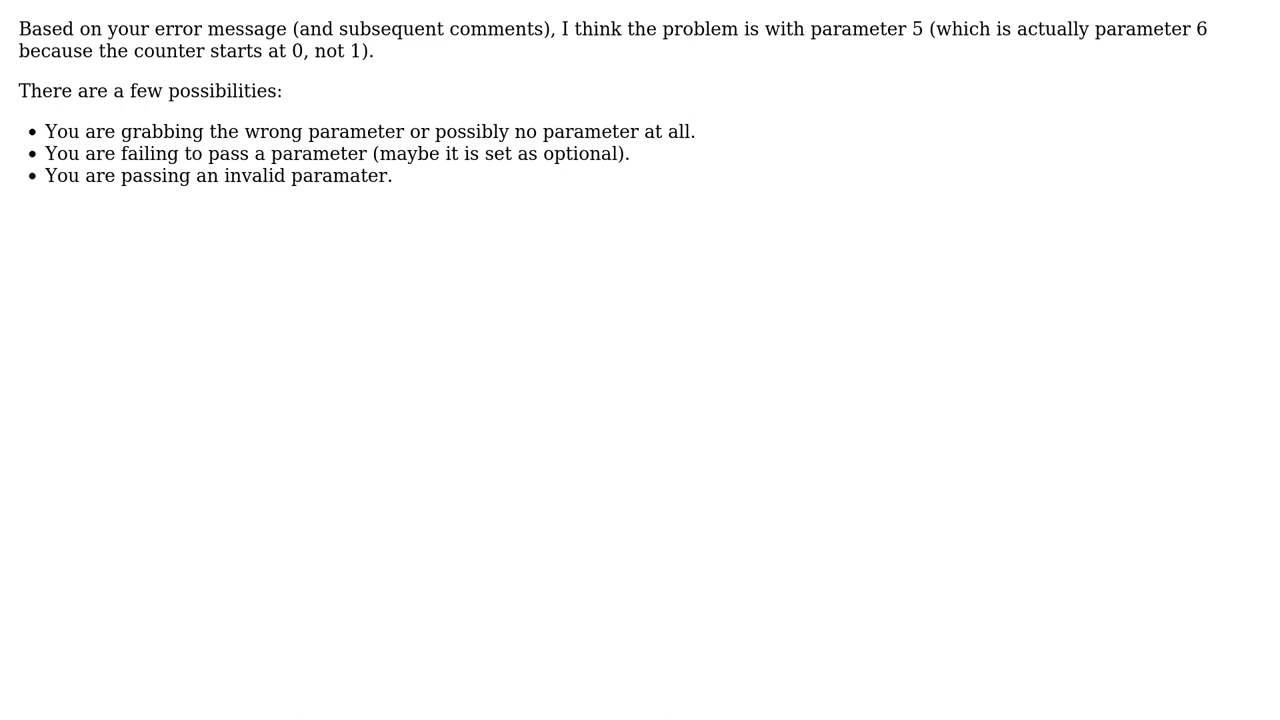 Based on your error message (and subsequent comments), I think the problem is with parameter 5 (which is actually parameter 6
because the counter starts at 0, not 1).
There are a few possibilities:
• You are grabbing the wrong parameter or possibly no parameter at all.
• You are failing to pass a parameter (maybe it is set as optional).
• You are passing an invalid paramater.